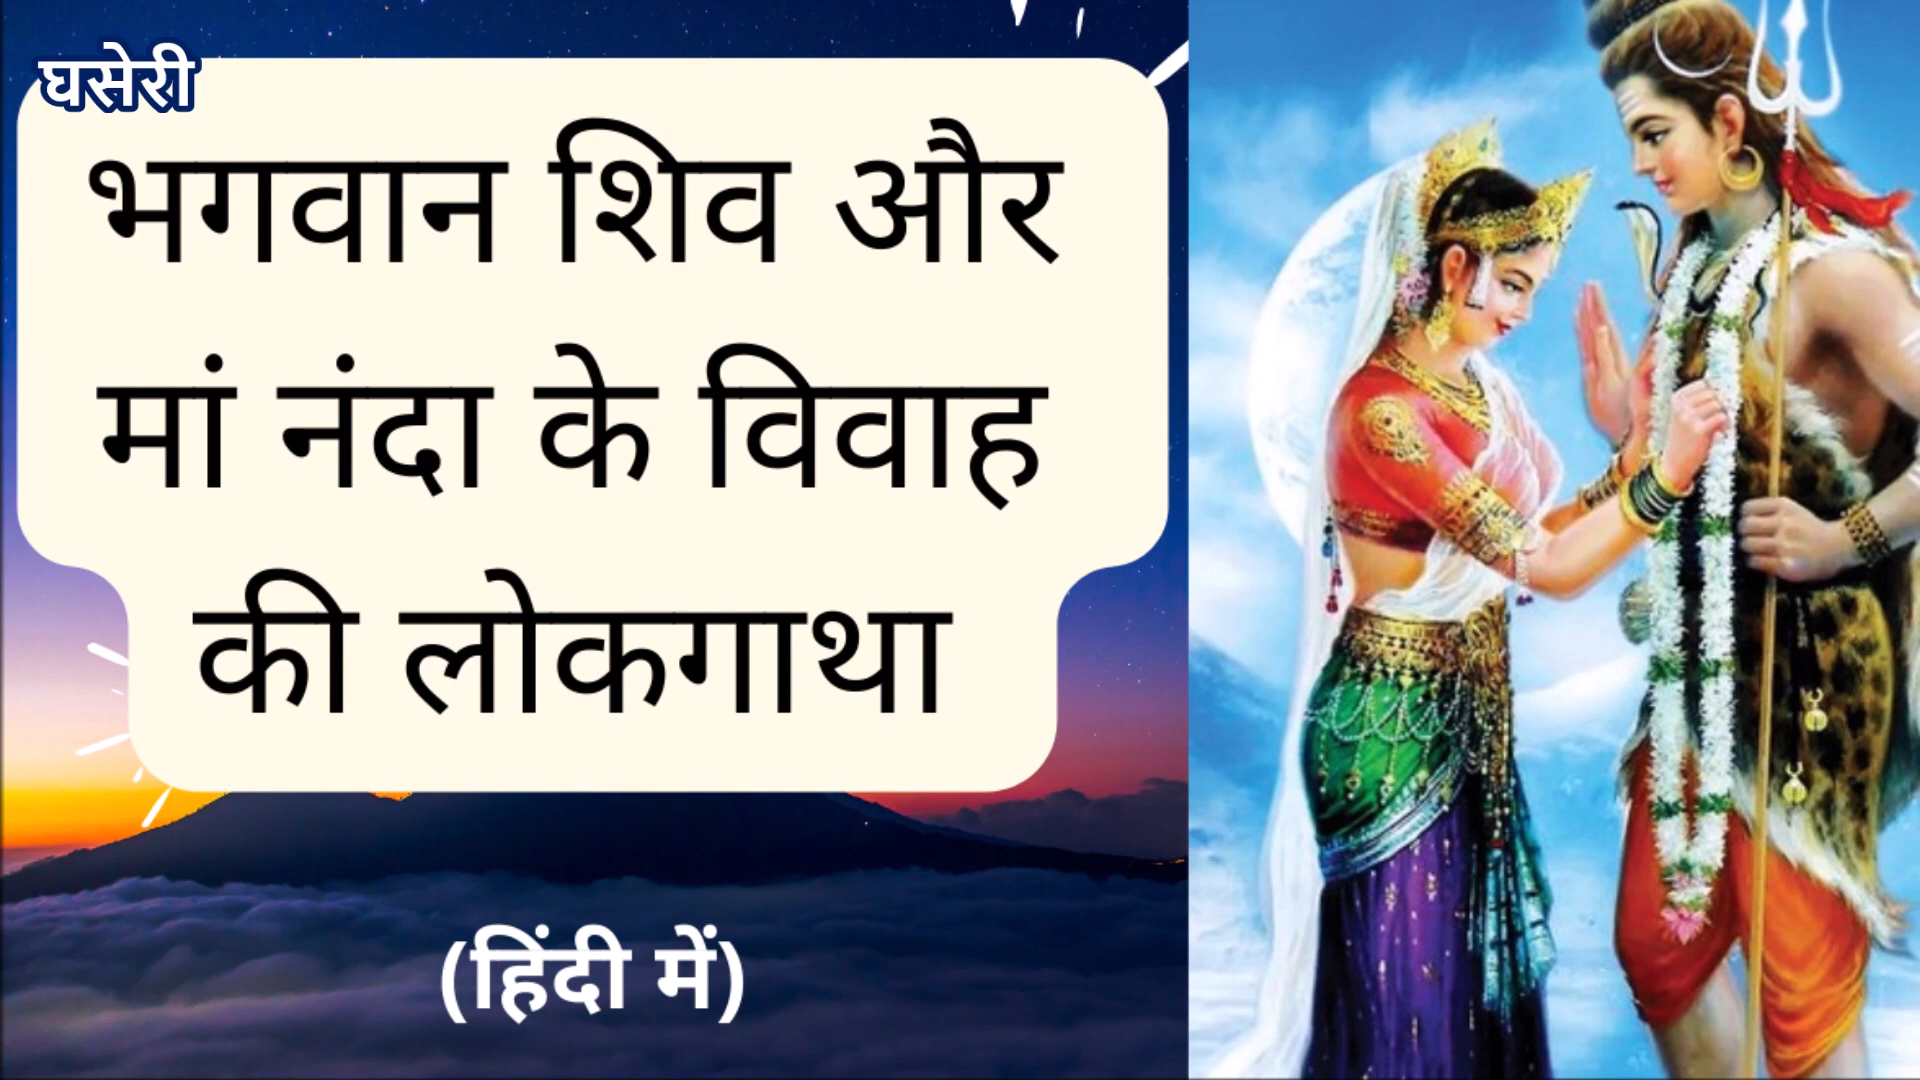 घसेरी
भगवान शिव और
मां नंदा के विवाह
की लोकगाथा
(हिंदी में)